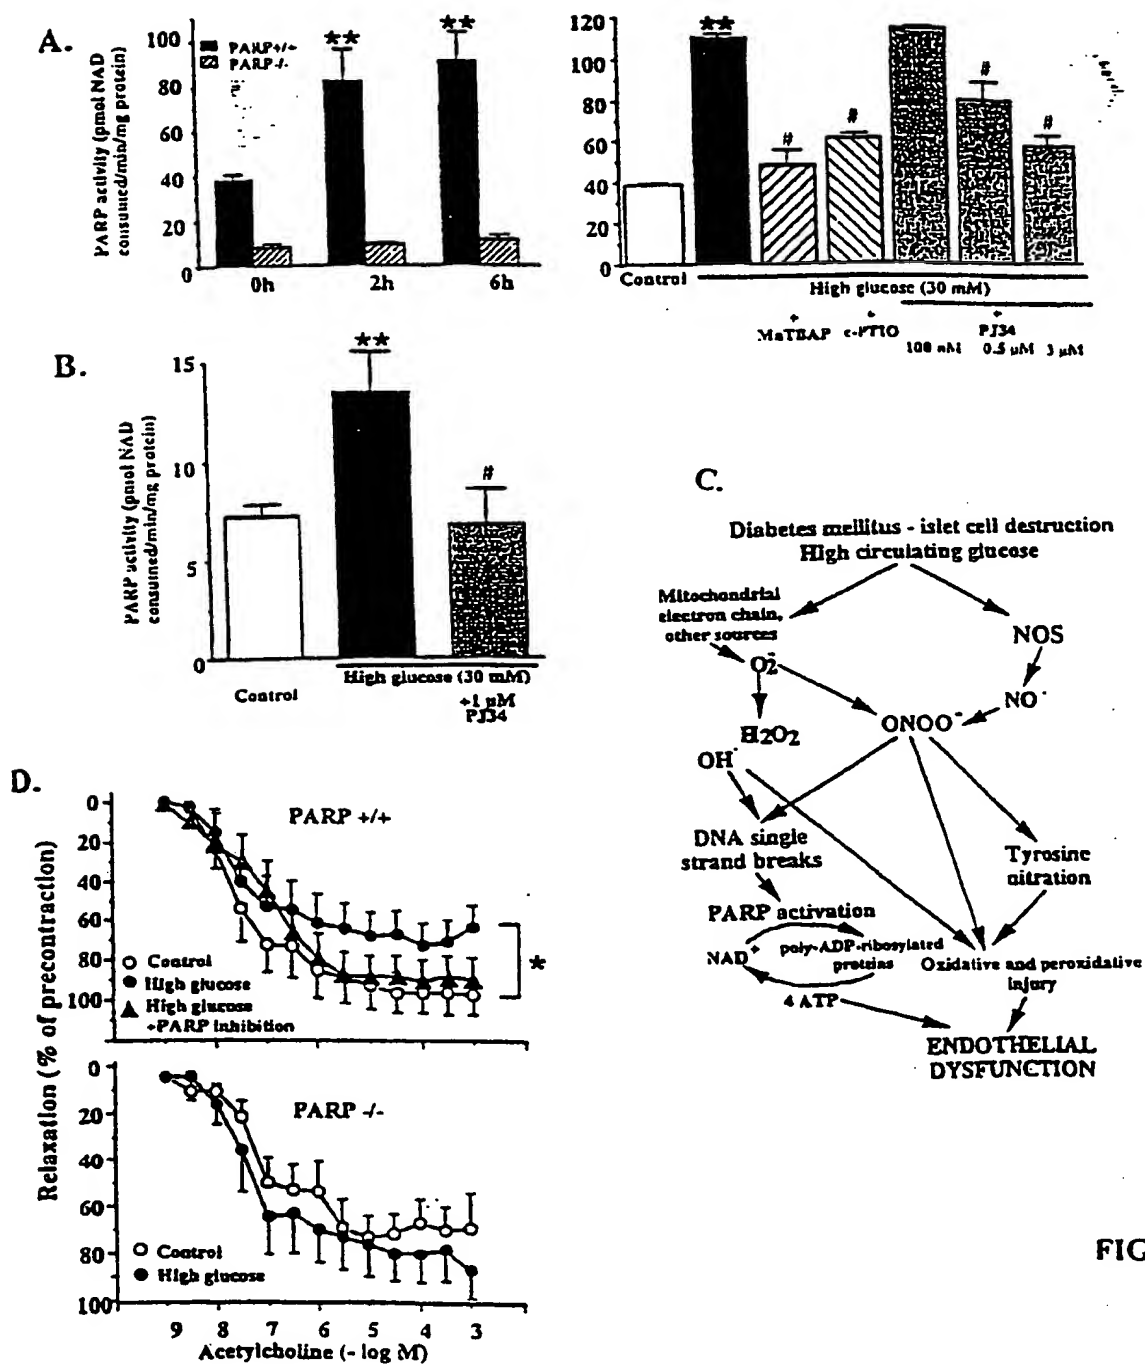 A.
PARP activity (pmol NAD
consumed/min/mg protein)
100
80
60
40
20
0
PARP+/+
PARP-/-
**
**
0h
2h
6h
120
100
80
60
40
20
0
**
#
#
#
#
Control
High glucose (30 mM)
+
+
+
MnTBAP
c-PTIO
PJ34
100 nM
0.5 µM
3 µM
B.
PARP activity (pmol NAD
consumed/min/mg protein)
15
10
5
0
**
#
Control
High glucose (30 mM)
+1 µM
PJ34
C.
Diabetes mellitus - islet cell destruction
High circulating glucose
Mitochondrial
electron chain,
other sources
NOS
O2-
NO·
ONOO-
H2O2
OH·
DNA single
strand breaks
Tyrosine
nitration
PARP activation
NAD+
poly-ADP-ribosylated
proteins
Oxidative and peroxidative
injury
4 ATP
ENDOTHELIAL
DYSFUNCTION
D.
Relaxation (% of precontraction)
0
20
40
60
80
100
PARP +/+
Control
High glucose
High glucose
+PARP inhibition
*
0
20
40
60
80
100
PARP -/-
Control
High glucose
9 8 7 6 5 4 3
Acetylcholine (- log M)
FIG